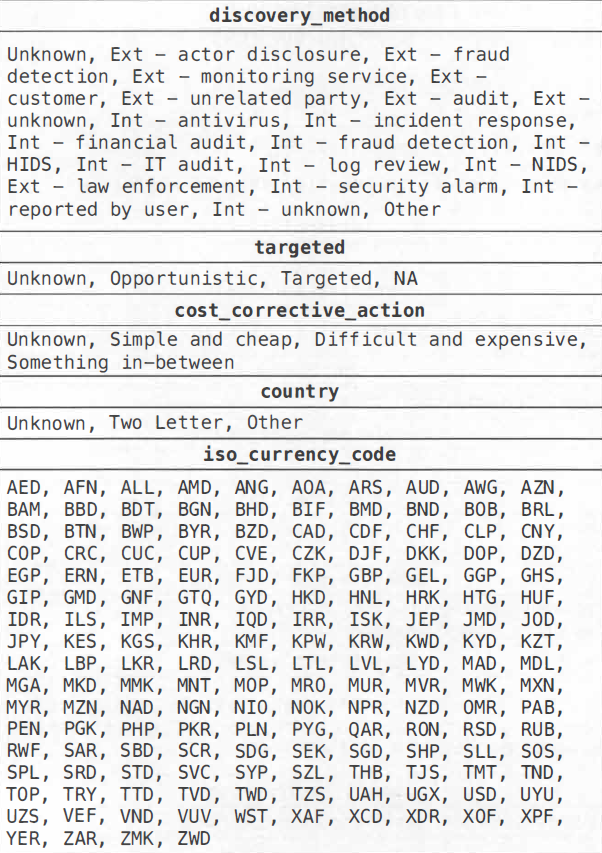 discovery_method
Unknown, Ext – actor disclosure, Ext – fraud
detection, Ext – monitoring service, Ext –
customer, Ext – unrelated party, Ext – audit, Ext –
unknown, Int – antivirus, Int – incident response,
Int – financial audit, Int – fraud detection, Int –
HIDS, Int – IT audit, Int – log review, Int – NIDS,
Ext – law enforcement, Int – security alarm, Int –
reported by user, Int – unknown, Other
targeted
Unknown, Opportunistic, Targeted, NA
cost_corrective_action
Unknown, Simple and cheap, Difficult and expensive,
Something in–between
country
Unknown, Two Letter, Other
iso_currency_code
AED, AFN, ALL, AMD, ANG, AOA, ARS, AUD, AWG, AZN,
BAM, BBD, BDT, BGN, BHD, BIF, BMD, BND, BOB, BRL,
BSD, BTN, BWP, BYR, BZD, CAD, CDF, CHF, CLP, CNY,
COP, CRC, CUC, CUP, CVE, CZK, DJF, DKK, DOP, DZD,
EGP, ERN, ETB, EUR, FJD, FKP, GBP, GEL, GGP, GHS,
GIP, GMD, GNF, GTQ, GYD, HKD, HNL, HRK, HTG, HUF,
IDR, ILS, IMP, INR, IQD, IRR, ISK, JEP, JMD, JOD,
JPY, KES, KGS, KHR, KMF, KPW, KRW, KWD, KYD, KZT,
LAK, LBP, LKR, LRD, LSL, LTL, LVL, LYD, MAD, MDL,
MGA, MKD, MMK, MNT, MOP, MRO, MUR, MVR, MWK, MXN,
MYR, MZN, NAD, NGN, NIO, NOK, NPR, NZD, OMR, PAB,
PEN, PGK, PHP, PKR, PLN, PYG, QAR, RON, RSD, RUB,
RWF, SAR, SBD, SCR, SDG, SEK, SGD, SHP, SLL, SOS,
SPL, SRD, STD, SVC, SYP, SZL, THB, TJS, TMT, TND,
TOP, TRY, TTD, TVD, TWD, TZS, UAH, UGX, USD, UYU,
UZS, VEF, VND, VUV, WST, XAF, XCD, XDR, XOF, XPF,
YER, ZAR, ZMK, ZWD